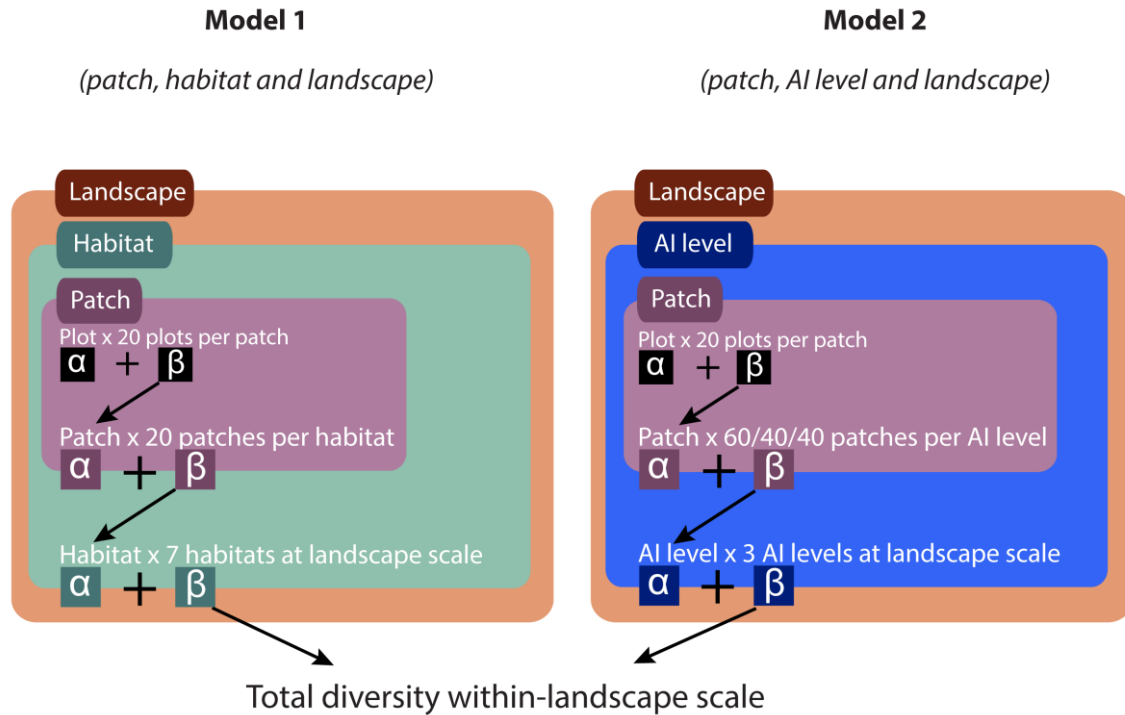 Model 1
(patch, habitat and landscape)
Landscape
Habitat
Patch
Plot x 20 plots per patch
α + β
Patch x 20 patches per habitat
α + β
Habitat x 7 habitats at landscape scale
α + β
Model 2
(patch, AI level and landscape)
Landscape
AI level
Patch
Plot x 20 plots per patch
α + β
Patch x 60/40/40 patches per AI level
α + β
AI level x 3 AI levels at landscape scale
α + β
Total diversity within-landscape scale